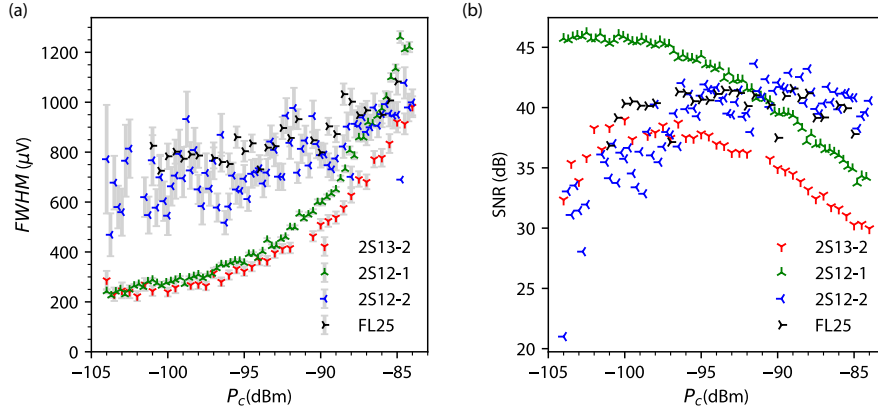 (a)
1200
1000
800
600
400
200
0
FWHM (μV)
−105
−100
−95
−90
−85
P_c(dBm)
2S13-2
2S12-1
2S12-2
FL25
(b)
45
40
35
30
25
20
SNR (dB)
−105
−100
−95
−90
−85
P_c(dBm)
2S13-2
2S12-1
2S12-2
FL25